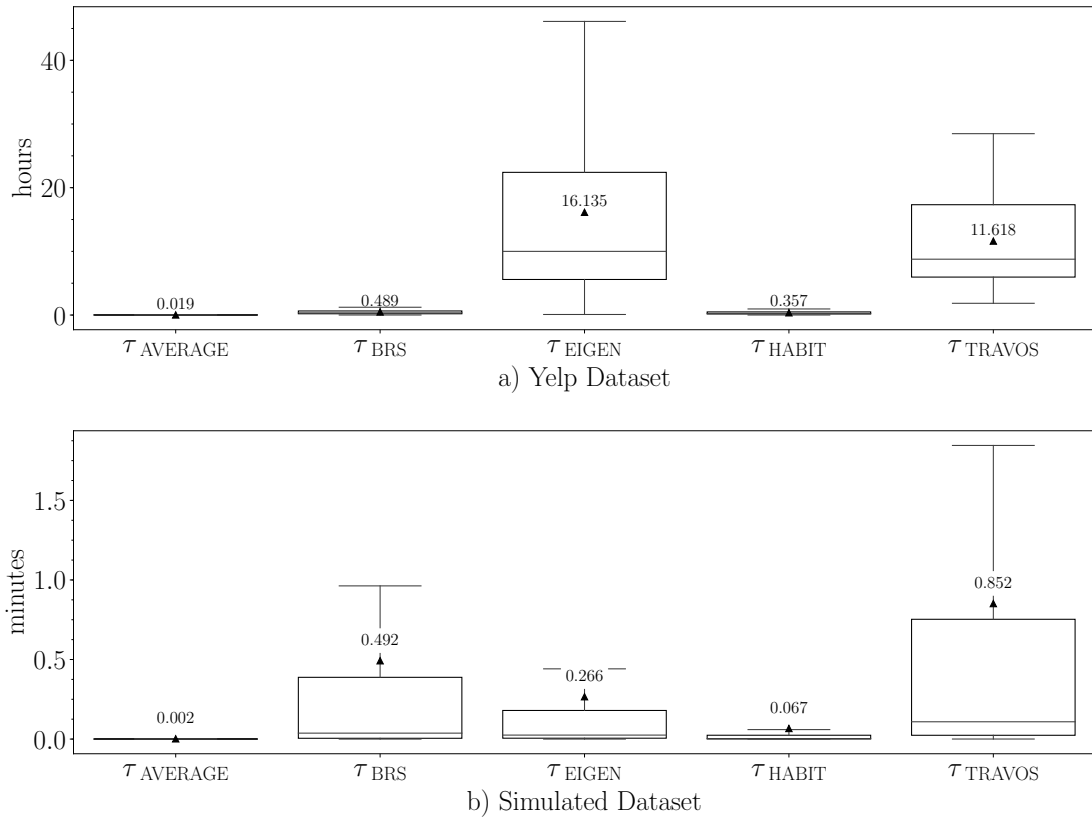 40
20
0
hours
0.019
0.489
16.135
0.357
11.618
τ AVERAGE
τ BRS
τ EIGEN
τ HABIT
τ TRAVOS
a) Yelp Dataset
1.5
1.0
0.5
0.0
minutes
0.002
0.492
0.266
0.067
0.852
τ AVERAGE
τ BRS
τ EIGEN
τ HABIT
τ TRAVOS
b) Simulated Dataset